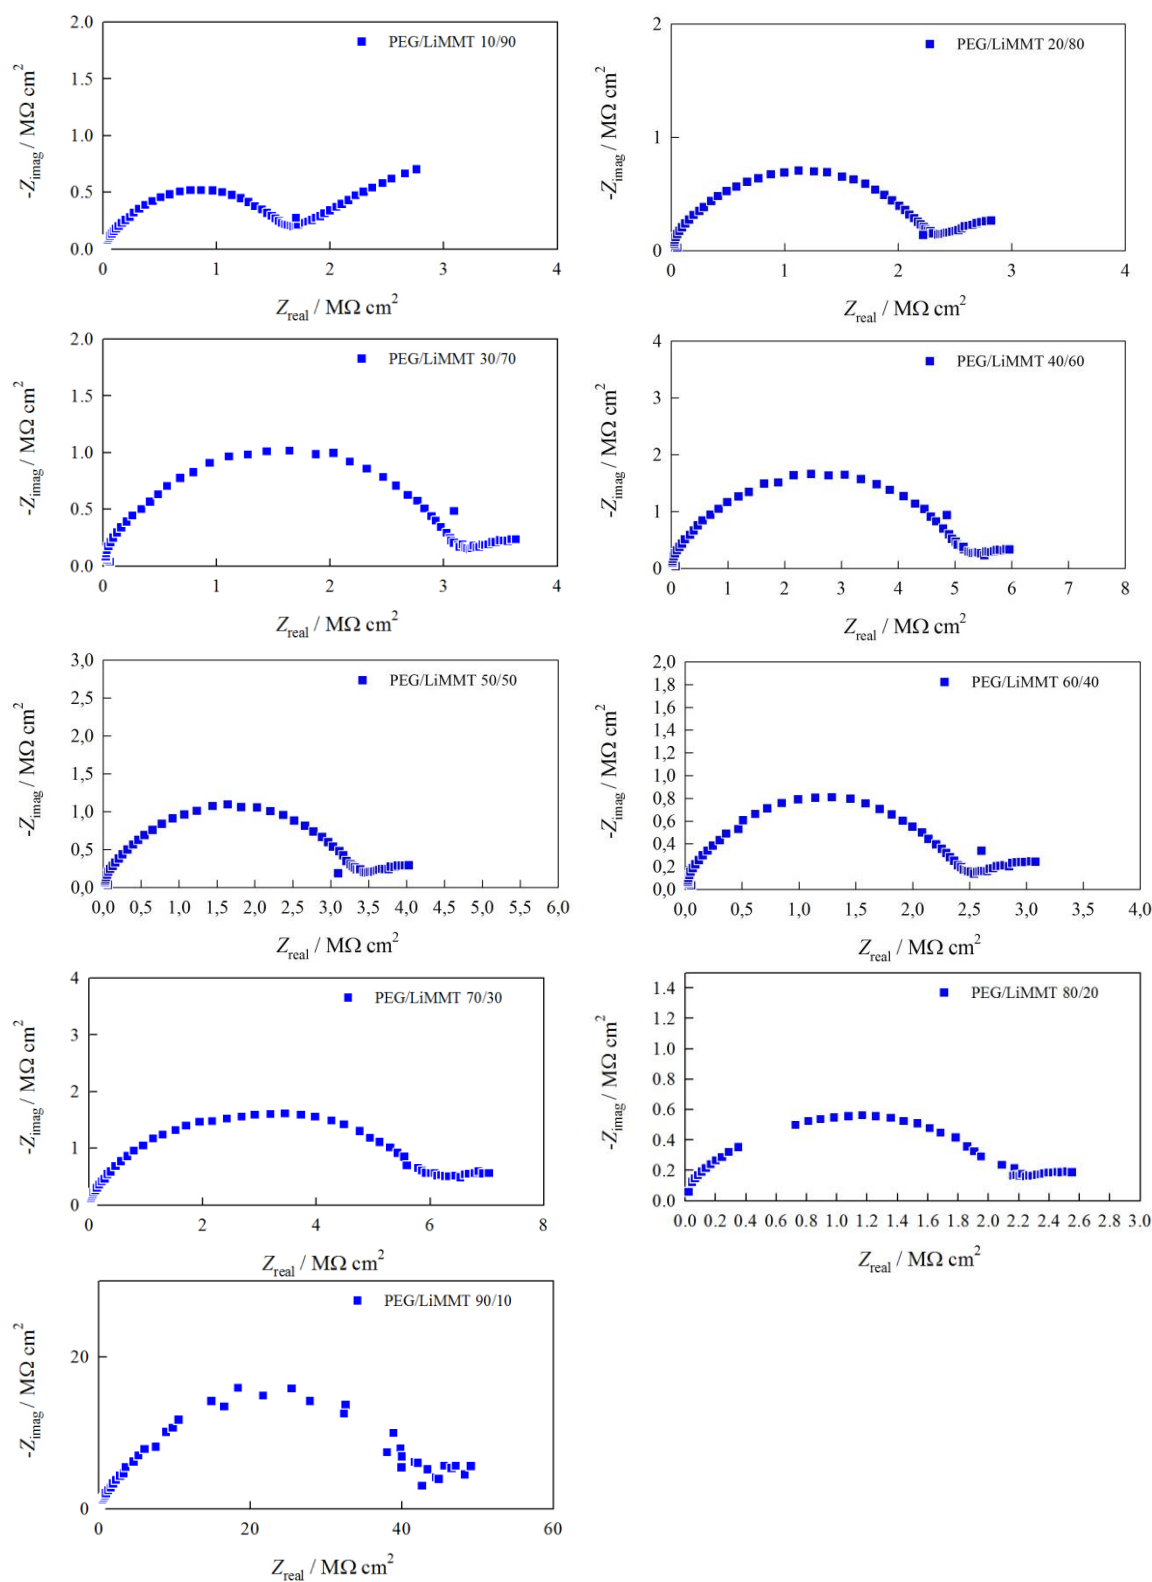 PEG/LiMMT 10/90
-Zimag / MΩ cm2
2.0
1.5
1.0
0.5
0.0
0 1 2 3 4
Zreal / MΩ cm2
PEG/LiMMT 20/80
-Zimag / MΩ cm2
2
1
0
0 1 2 3 4
Zreal / MΩ cm2
PEG/LiMMT 30/70
-Zimag / MΩ cm2
2.0
1.5
1.0
0.5
0.0
0 1 2 3 4
Zreal / MΩ cm2
PEG/LiMMT 40/60
-Zimag / MΩ cm2
4
3
2
1
0
0 1 2 3 4 5 6 7 8
Zreal / MΩ cm2
PEG/LiMMT 50/50
-Zimag / MΩ cm2
3,0
2,5
2,0
1,5
1,0
0,5
0,0
0,0 0,5 1,0 1,5 2,0 2,5 3,0 3,5 4,0 4,5 5,0 5,5 6,0
Zreal / MΩ cm2
PEG/LiMMT 60/40
-Zimag / MΩ cm2
2,0
1,8
1,6
1,4
1,2
1,0
0,8
0,6
0,4
0,2
0,0
0,0 0,5 1,0 1,5 2,0 2,5 3,0 4,0
Zreal / MΩ cm2
PEG/LiMMT 70/30
-Zimag / MΩ cm2
4
3
2
1
0
0 2 4 6 8
Zreal / MΩ cm2
PEG/LiMMT 80/20
-Zimag / MΩ cm2
1.4
1.2
1.0
0.8
0.6
0.4
0.2
0.0
0.0 0.2 0.4 0.6 0.8 1.0 1.2 1.4 1.6 1.8 2.0 2.2 2.4 2.6 3.0
Zreal / MΩ cm2
PEG/LiMMT 90/10
-Zimag / MΩ cm2
20
0
0 20 40 60
Zreal / MΩ cm2